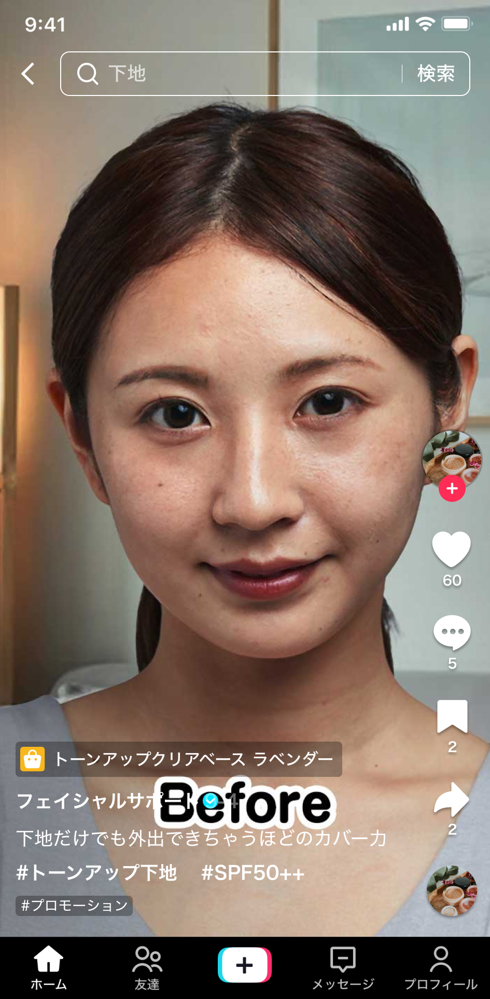 9:41
下地
検索
60
5
2
トーンアップクリアベース ラベンダー
Before
フェイシャルサポート
下地だけでも外出できちゃうほどのカバー力
2
#トーンアップ下地 #SPF50++
#プロモーション
ホーム
友達
メッセージ
プロフィール